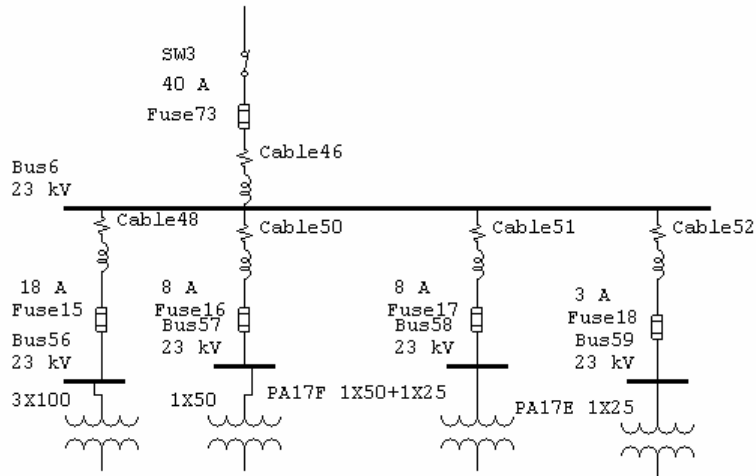 SW3
40 A
Fuse73
Cable46
Bus6
23 kV
Cable48
Cable50
Cable51
Cable52
18 A
Fuse15
Bus56
23 kV
8 A
Fuse16
Bus57
23 kV
8 A
Fuse17
Bus58
23 kV
3 A
Fuse18
Bus59
23 kV
3X100
1X50
PA17F 1X50+1X25
PA17E 1X25